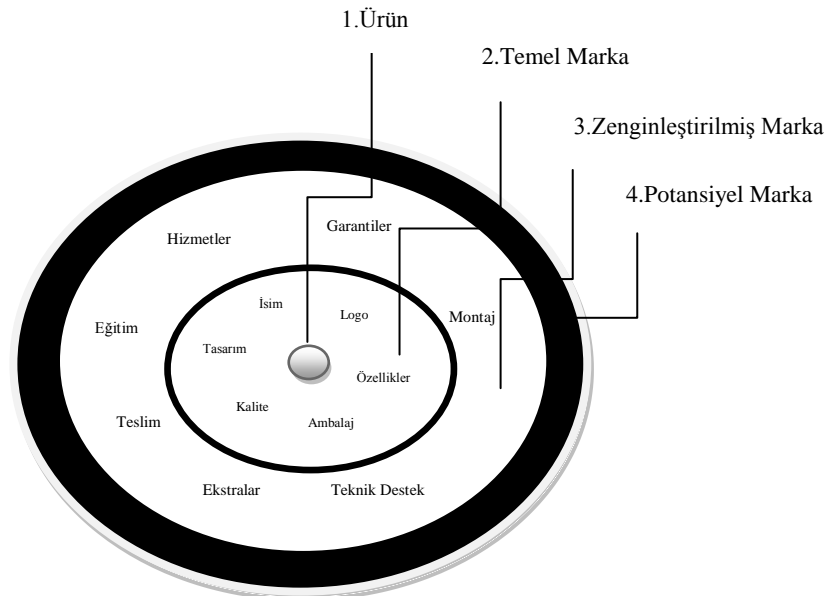 1.Ürün
2.Temel Marka
3.Zenginleştirilmiş Marka
4.Potansiyel Marka
Hizmetler
Garantiler
İsim
Logo
Montaj
Eğitim
Tasarım
Özellikler
Kalite
Ambalaj
Teslim
Ekstralar
Teknik Destek